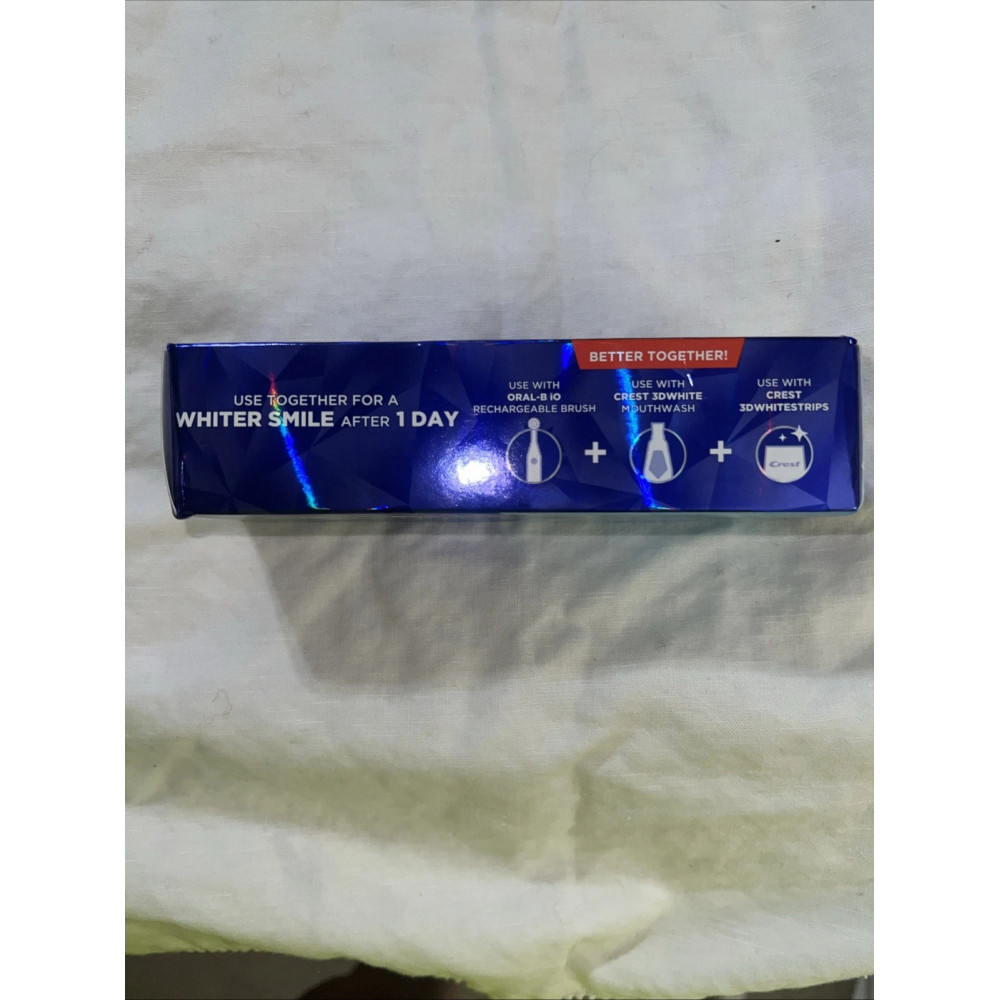 BETTER TOGETHER!
USE TOGETHER FOR A
WHITER SMILE AFTER 1 DAY
USE WITH
ORAL-B iO
RECHARGEABLE BRUSH
+
USE WITH
CREST 3DWHITE
MOUTHWASH
+
USE WITH
CREST
3DWHITESTRIPS
Crest